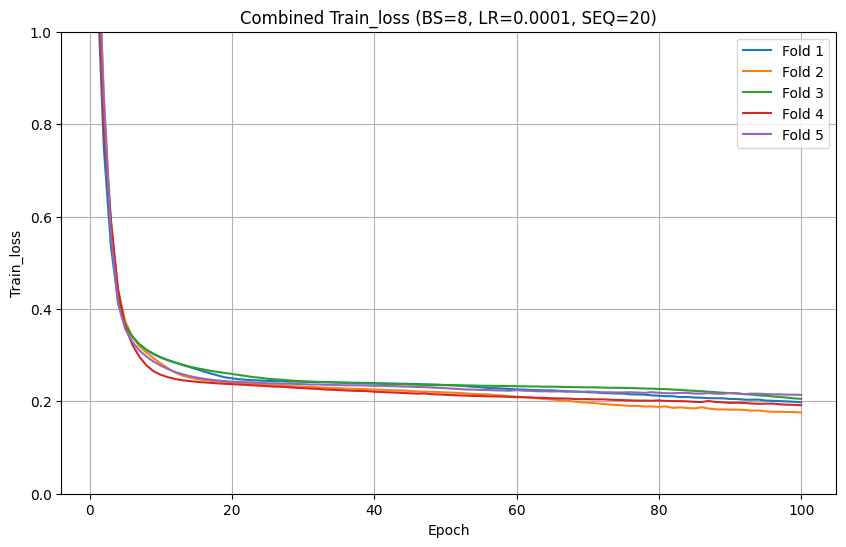 Combined Train_loss (BS=8, LR=0.0001, SEQ=20)
Fold 1
Fold 2
Fold 3
Fold 4
Fold 5
Train_loss
1.0
0.8
0.6
0.4
0.2
0.0
0
20
40
60
80
100
Epoch